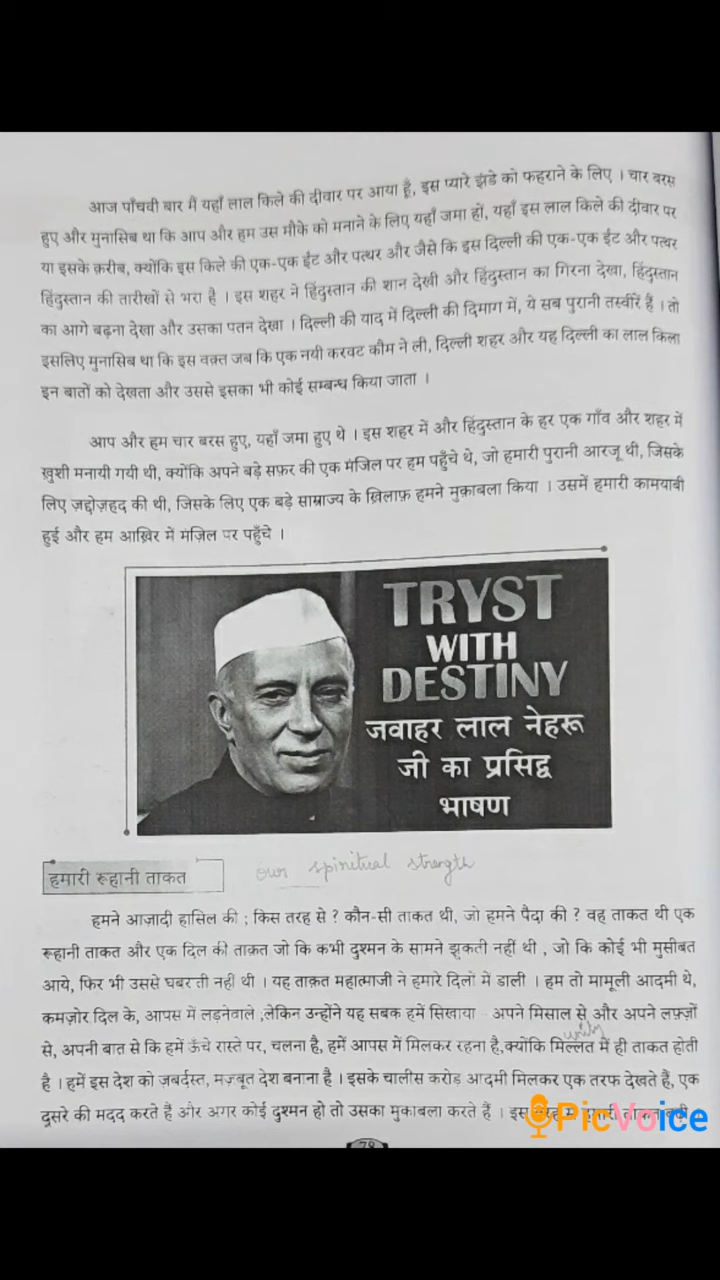 आज पाँचवी बार मैं यहाँ लाल किले की दीवार पर आया हूँ, इस प्यारे झंडे को फहराने के लिए । चार बरस
हुए और मुनासिब था कि आप और हम उस मौके को मनाने के लिए यहाँ जमा हों, यहाँ इस लाल किले की दीवार पर
या इसके क़रीब, क्योंकि इस किले की एक-एक ईंट और पत्थर और जैसे कि इस दिल्ली की एक-एक ईंट और पत्थर
हिंदुस्तान की तारीखों से भरा है । इस शहर ने हिंदुस्तान की शान देखी और हिंदुस्तान का गिरना देखा, हिंदुस्तान
का आगे बढ़ना देखा और उसका पतन देखा । दिल्ली की याद में दिल्ली की दिमाग में, ये सब पुरानी तस्वीरें हैं । तो
इसलिए मुनासिब था कि इस वक़्त जब कि एक नयी करवट कौम ने ली, दिल्ली शहर और यह दिल्ली का लाल किला
इन बातों को देखता और उससे इसका भी कोई सम्बन्ध किया जाता ।
आप और हम चार बरस हुए, यहाँ जमा हुए थे । इस शहर में और हिंदुस्तान के हर एक गाँव और शहर में
ख़ुशी मनायी गयी थी, क्योंकि अपने बड़े सफ़र की एक मंजिल पर हम पहुँचे थे, जो हमारी पुरानी आरजू थी, जिसके
लिए ज़द्दोज़हद की थी, जिसके लिए एक बड़े साम्राज्य के ख़िलाफ़ हमने मुक़ाबला किया । उसमें हमारी कामयाबी
हुई और हम आख़िर में मंज़िल पर पहुँचे ।
TRYST
WITH
DESTINY
जवाहर लाल नेहरू
जी का प्रसिद्व
भाषण
हमारी रूहानी ताकत our spiritual strength
हमने आज़ादी हासिल की ; किस तरह से ? कौन-सी ताकत थी, जो हमने पैदा की ? वह ताकत थी एक
रूहानी ताकत और एक दिल की ताक़त जो कि कभी दुश्मन के सामने झुकती नहीं थी , जो कि कोई भी मुसीबत
आये, फिर भी उससे घबरती नहीं थी । यह ताक़त महात्माजी ने हमारे दिलों में डाली । हम तो मामूली आदमी थे,
कमज़ोर दिल के, आपस में लड़नेवाले ,लेकिन उन्होंने यह सबक हमें सिखाया अपने मिसाल से और अपने लफ़्ज़ों
unity
से, अपनी बात से कि हमें ऊँचे रास्ते पर, चलना है, हमें आपस में मिलकर रहना है,क्योंकि मिल्लत में ही ताकत होती
है । हमें इस देश को ज़बर्दस्त, मज़बूत देश बनाना है । इसके चालीस करोड़ आदमी मिलकर एक तरफ देखते हैं, एक
दूसरे की मदद करते हैं और अगर कोई दुश्मन हो तो उसका मुकाबला करते हैं । इस
PicVoice
78